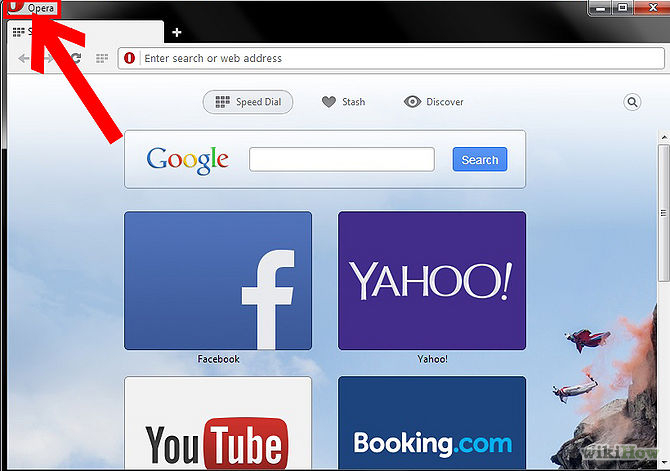 Opera
S
Enter search or web address
Speed Dial
Stash
Discover
Google
Search
f
YAHOO!
Facebook
Yahoo!
YouTube
Booking.com
wikiHow